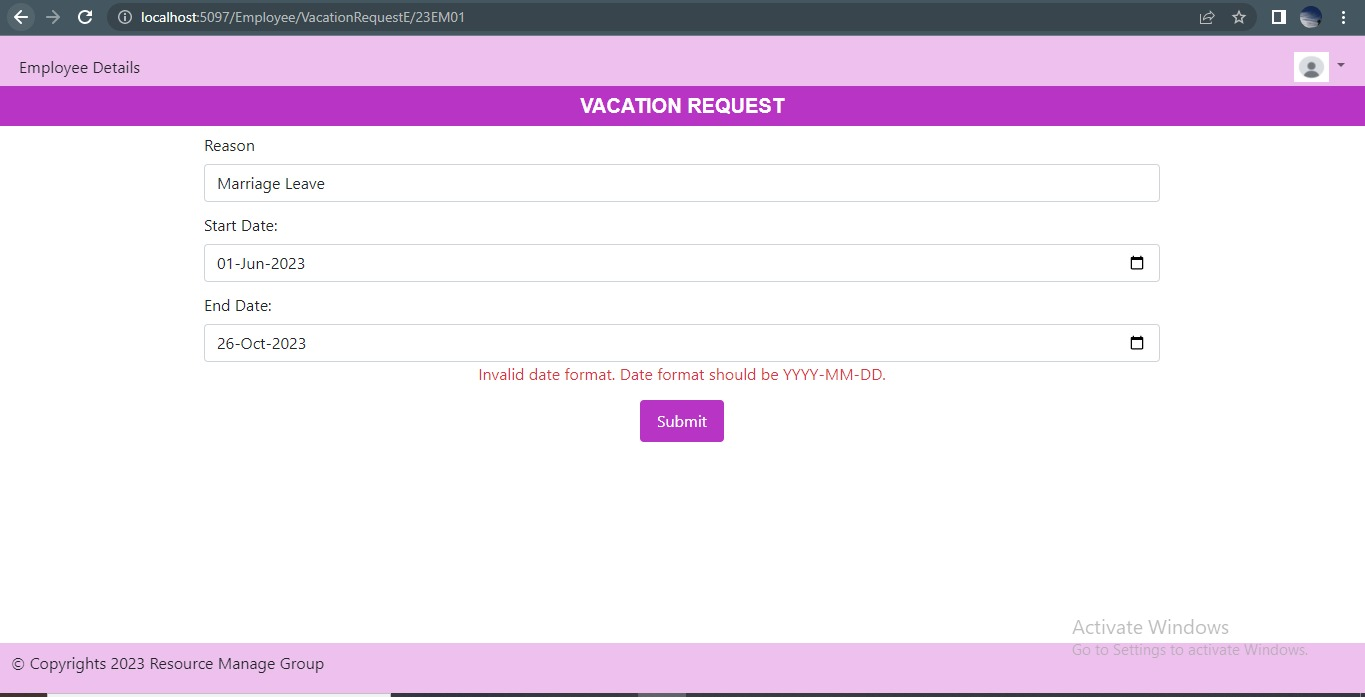 localhost:5097/Employee/VacationRequestE/23EM01
Employee Details
VACATION REQUEST
Reason
Marriage Leave
Start Date:
01-Jun-2023
End Date:
26-Oct-2023
Invalid date format. Date format should be YYYY-MM-DD.
Submit
Activate Windows
Go to Settings to activate Windows.
© Copyrights 2023 Resource Manage Group